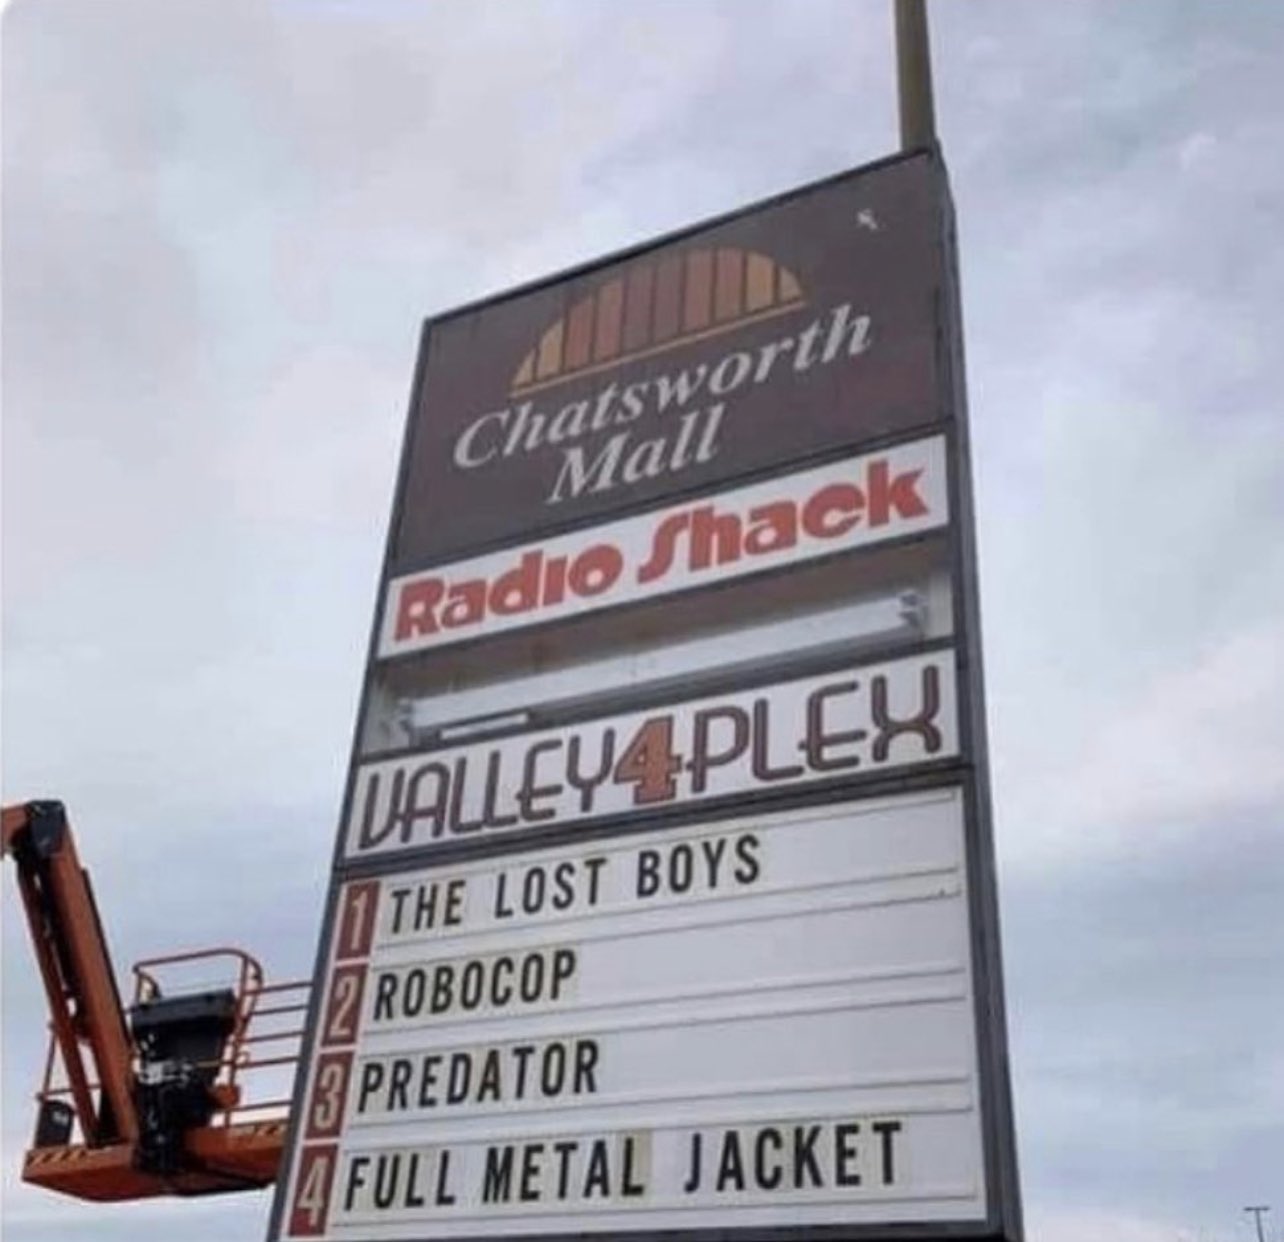 Chatsworth
Mall
Radio Shack
VALLEY4PLEX
1 THE LOST BOYS
2 ROBOCOP
3 PREDATOR
4 FULL METAL JACKET